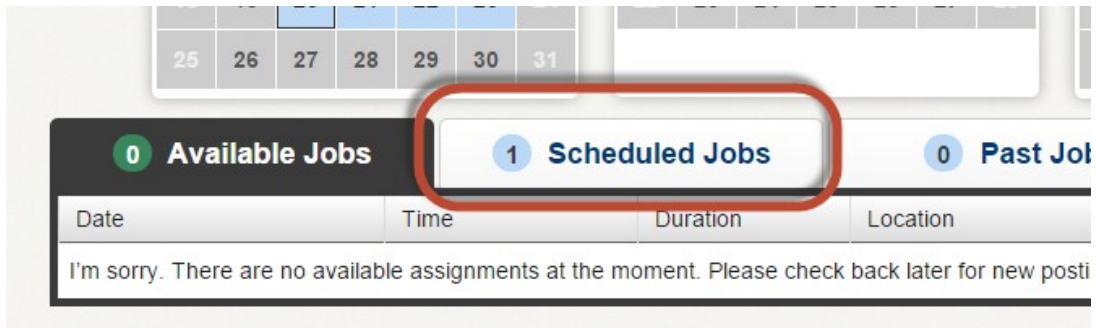 25 26 27 28 29 30 31
0 Available Jobs 1 Scheduled Jobs 0 Past Job
Date Time Duration Location
I'm sorry. There are no available assignments at the moment. Please check back later for new posti